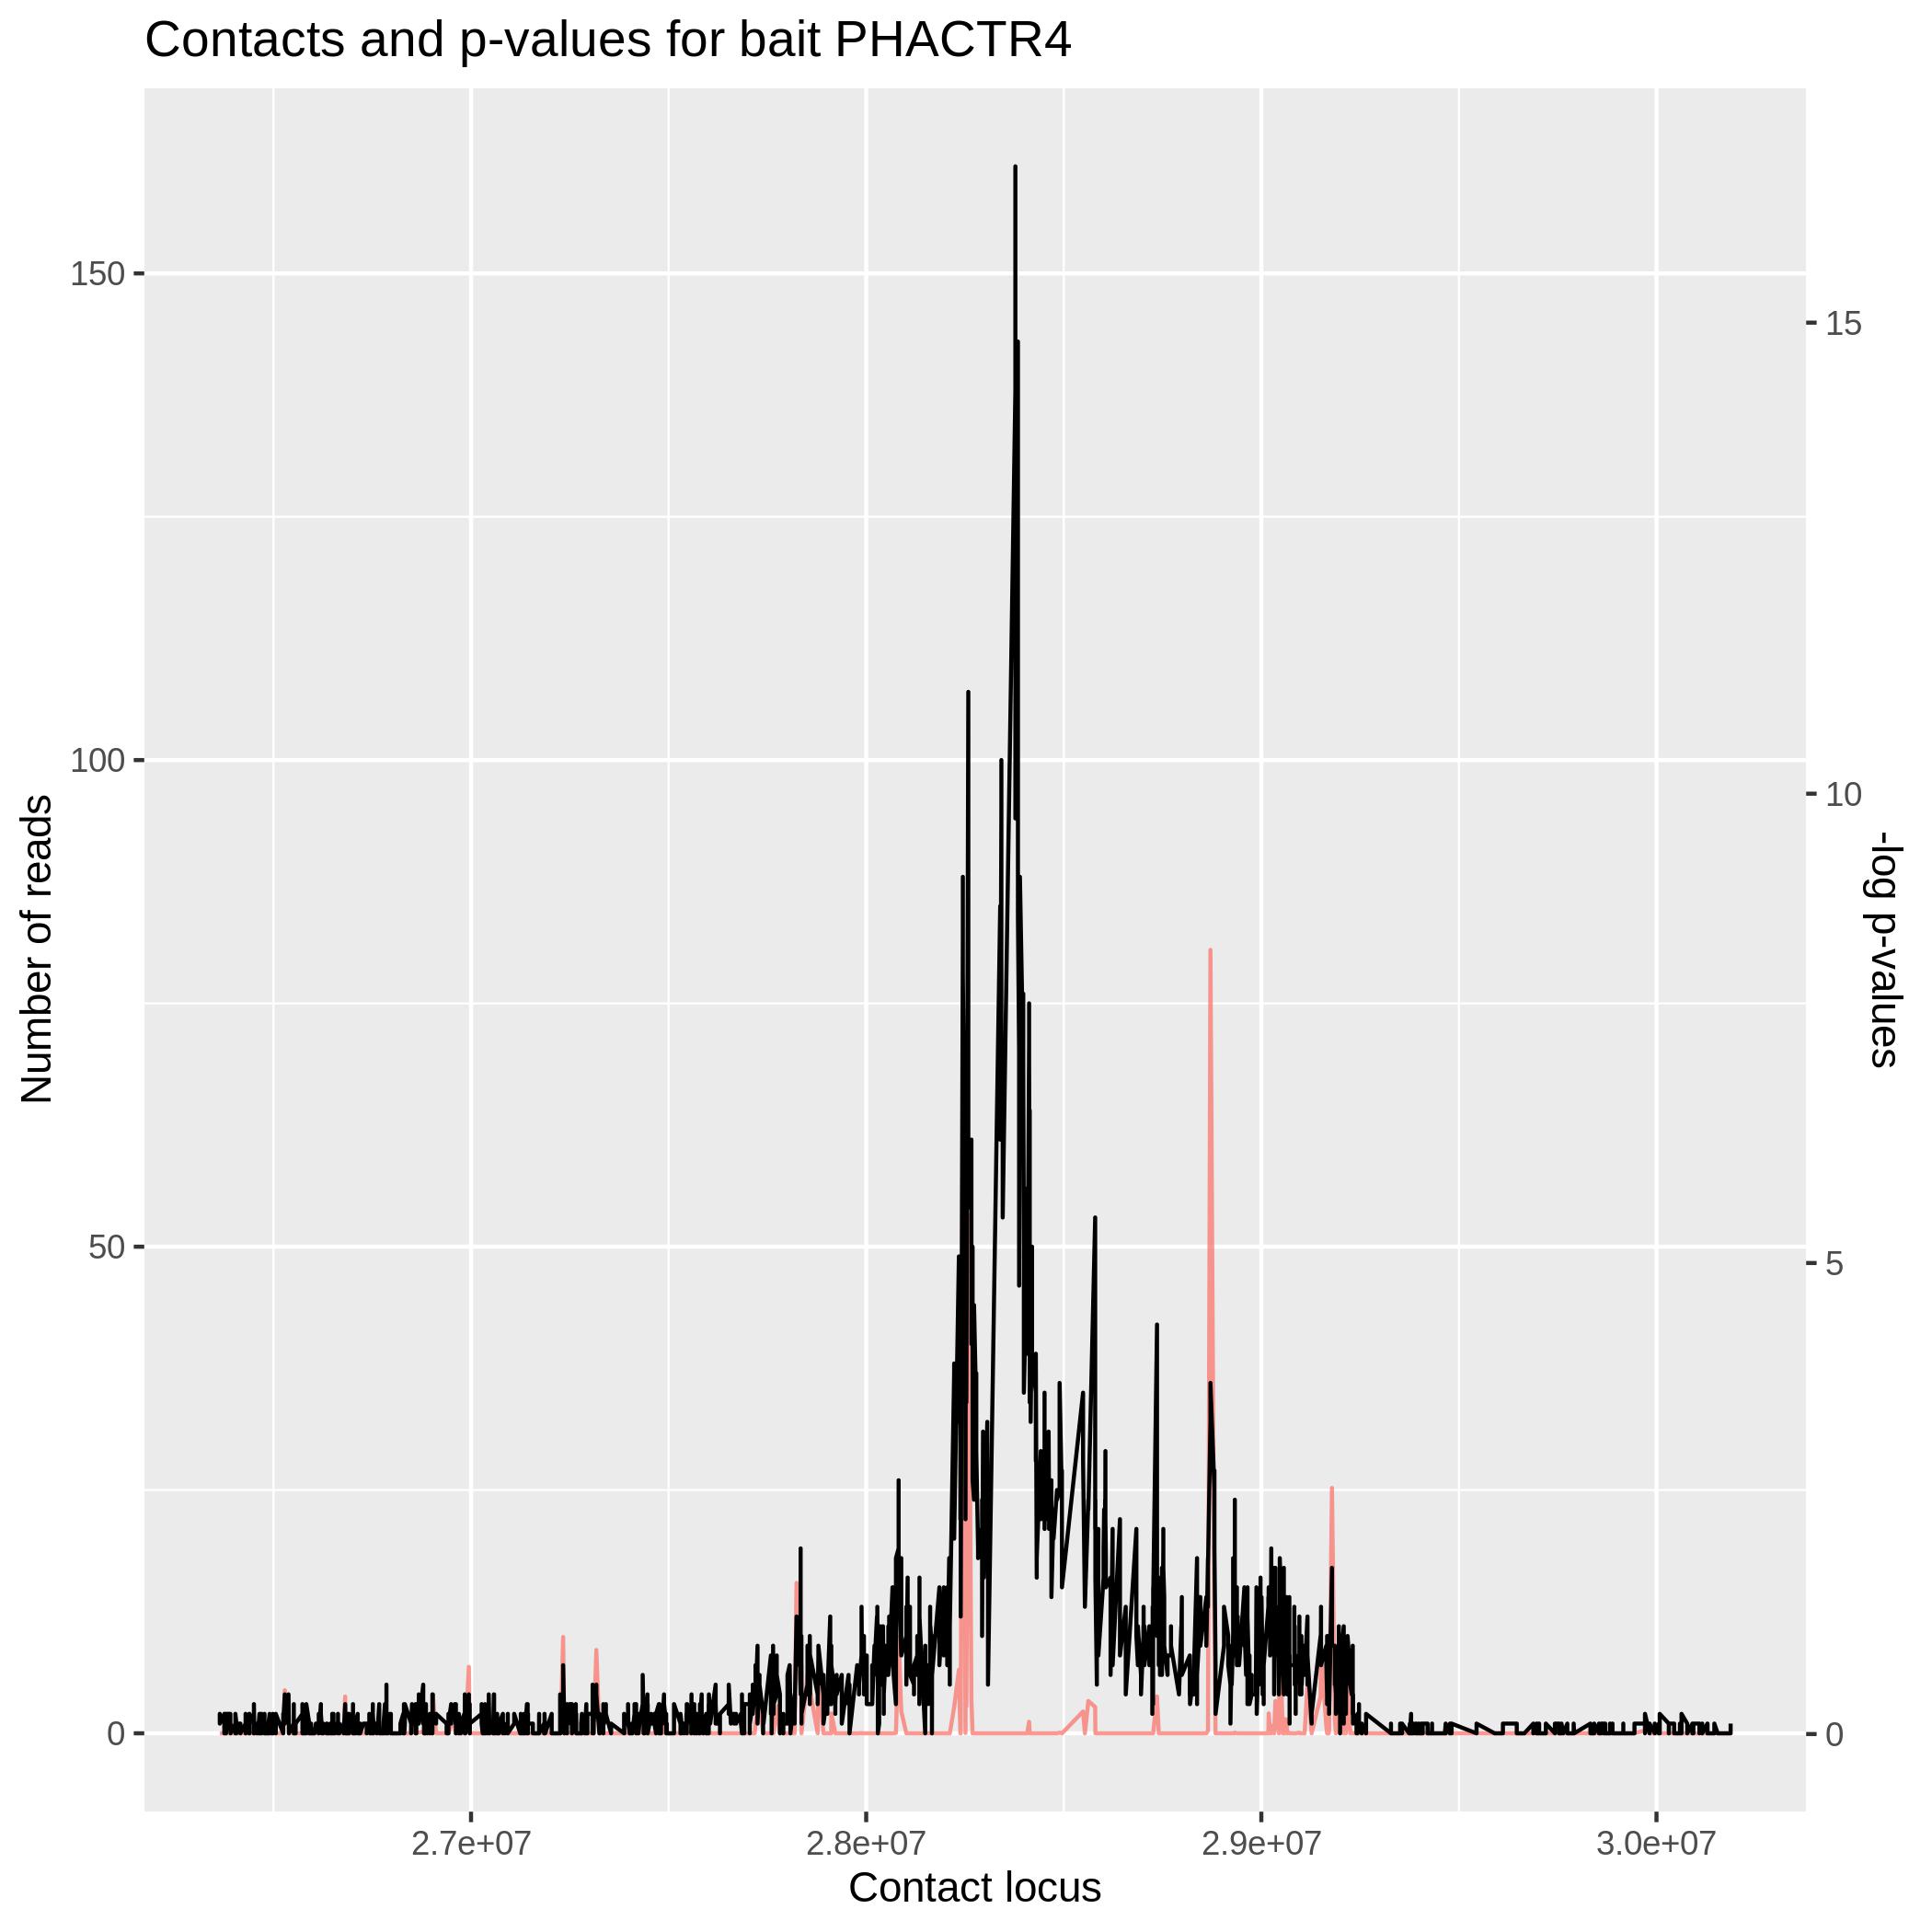 Contacts and p-values for bait PHACTR4
150
100
50
0
Number of reads
15
10
5
0
-log p-values
2.7e+07
2.8e+07
2.9e+07
3.0e+07
Contact locus